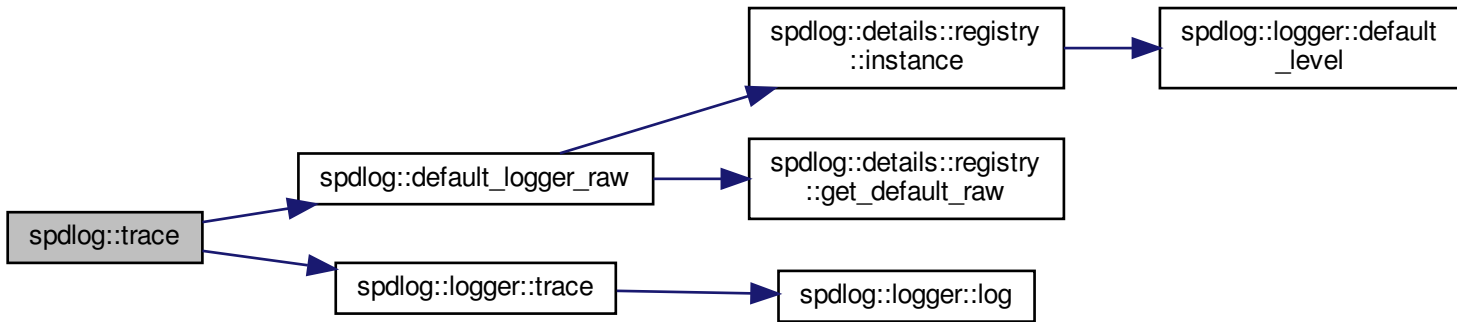 spdlog::trace
spdlog::default_logger_raw
spdlog::details::registry
::instance
spdlog::logger::default
_level
spdlog::details::registry
::get_default_raw
spdlog::logger::trace
spdlog::logger::log